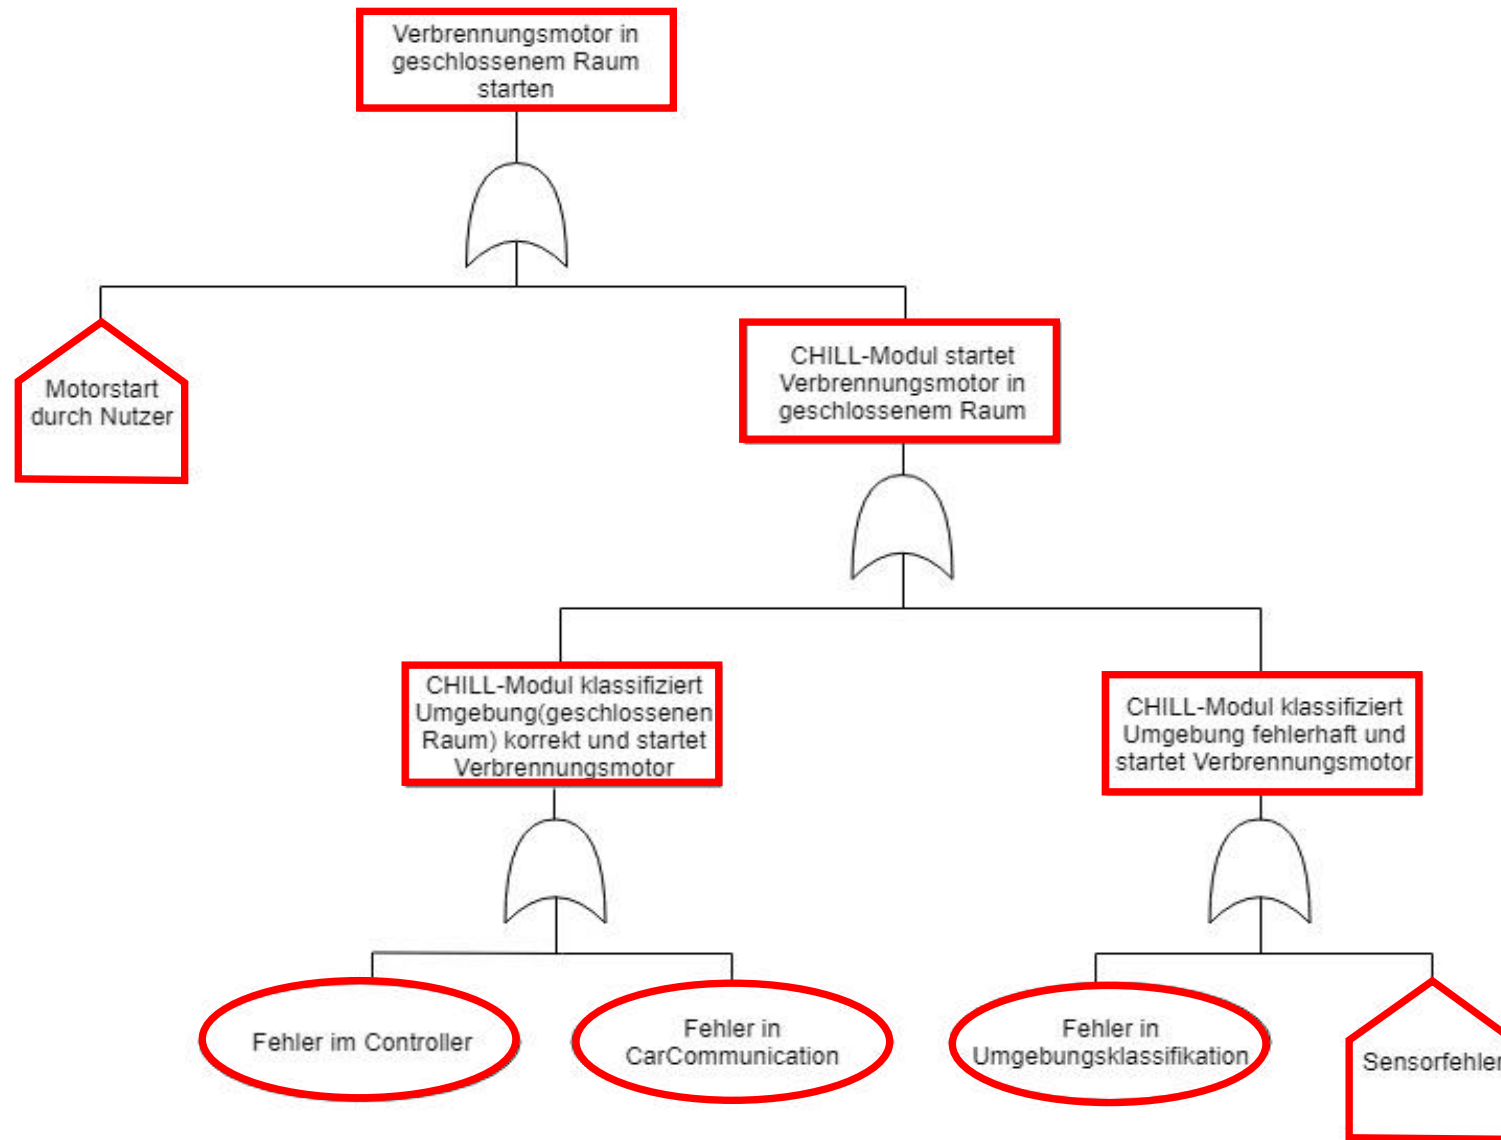 Verbrennungsmotor in
geschlossenem Raum
starten
Motorstart
durch Nutzer
CHILL-Modul startet
Verbrennungsmotor in
geschlossenem Raum
CHILL-Modul klassifiziert
Umgebung(geschlossenen
Raum) korrekt und startet
Verbrennungsmotor
CHILL-Modul klassifiziert
Umgebung fehlerhaft und
startet Verbrennungsmotor
Fehler im Controller
Fehler in
CarCommunication
Fehler in
Umgebungsklassifikation
Sensorfehler